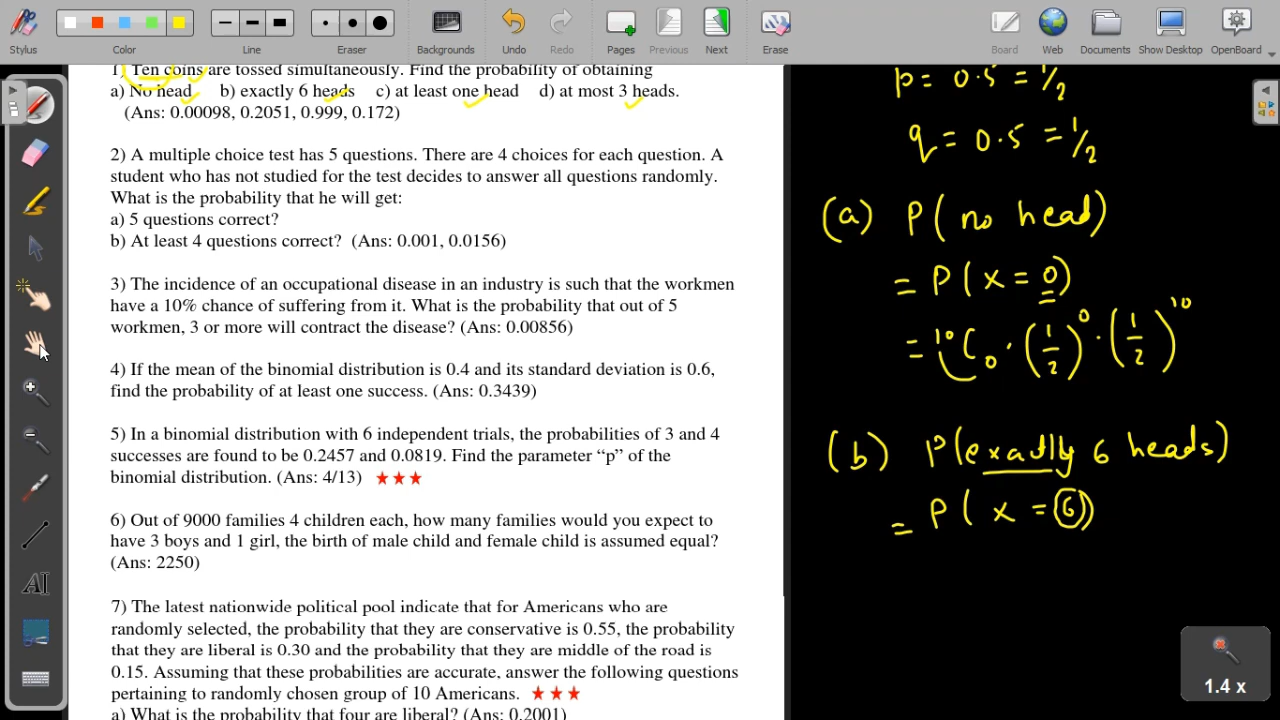 Stylus Color Line Eraser Backgrounds Undo Redo Pages Previous Next Erase Board Web Documents Show Desktop OpenBoard
1) Ten coins are tossed simultaneously. Find the probability of obtaining
a) No head b) exactly 6 heads c) at least one head d) at most 3 heads.
(Ans: 0.00098, 0.2051, 0.999, 0.172)
2) A multiple choice test has 5 questions. There are 4 choices for each question. A
student who has not studied for the test decides to answer all questions randomly.
What is the probability that he will get:
a) 5 questions correct?
b) At least 4 questions correct? (Ans: 0.001, 0.0156)
3) The incidence of an occupational disease in an industry is such that the workmen
have a 10% chance of suffering from it. What is the probability that out of 5
workmen, 3 or more will contract the disease? (Ans: 0.00856)
4) If the mean of the binomial distribution is 0.4 and its standard deviation is 0.6,
find the probability of at least one success. (Ans: 0.3439)
5) In a binomial distribution with 6 independent trials, the probabilities of 3 and 4
successes are found to be 0.2457 and 0.0819. Find the parameter “p” of the
binomial distribution. (Ans: 4/13) ★★★
6) Out of 9000 families 4 children each, how many families would you expect to
have 3 boys and 1 girl, the birth of male child and female child is assumed equal?
(Ans: 2250)
7) The latest nationwide political pool indicate that for Americans who are
randomly selected, the probability that they are conservative is 0.55, the probability
that they are liberal is 0.30 and the probability that they are middle of the road is
0.15. Assuming that these probabilities are accurate, answer the following questions
pertaining to randomly chosen group of 10 Americans. ★★★
a) What is the probability that four are liberal? (Ans: 0.2001)
p = 0.5 = 1/2
q = 0.5 = 1/2
(a) P(no head)
= P(x = 0)
= ¹⁰C₀ · (1/2)⁰ · (1/2)¹⁰
(b) P(exactly 6 heads)
= P(x = 6)
1.4 x